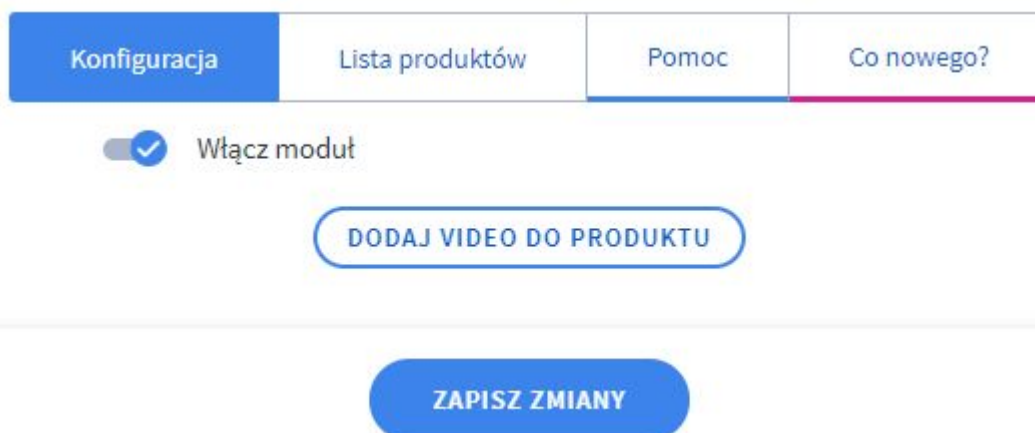 Konfiguracja Lista produktów Pomoc Co nowego?
Włącz moduł
DODAJ VIDEO DO PRODUKTU
ZAPISZ ZMIANY